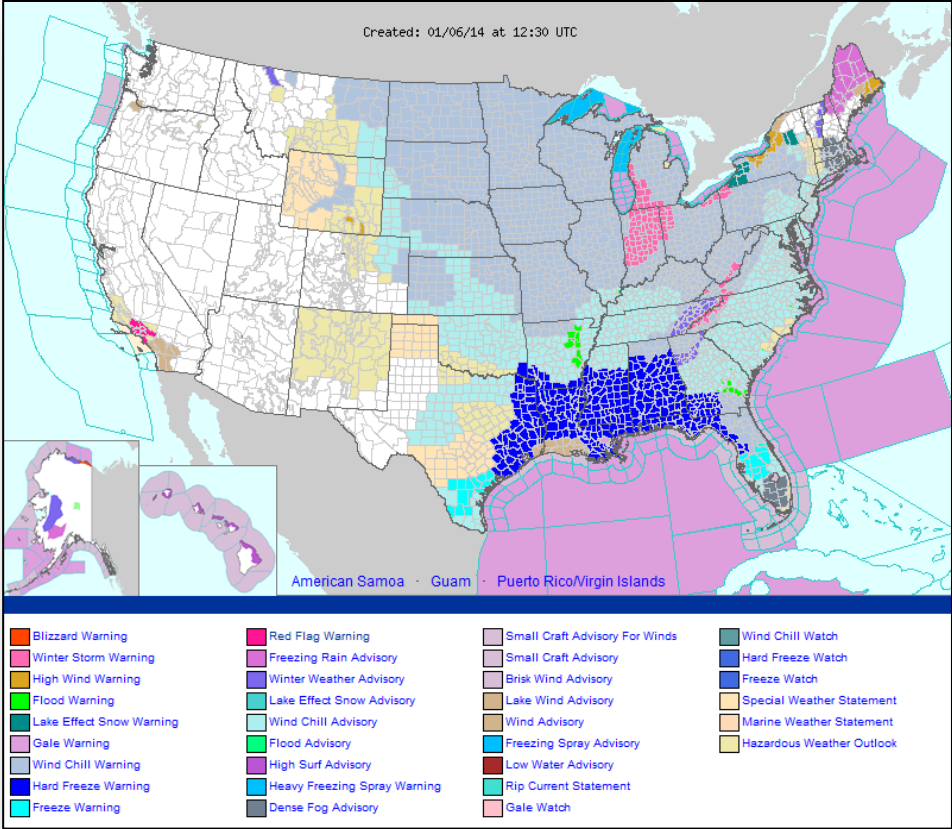 Created: 01/06/14 at 12:30 UTC
American Samoa · Guam · Puerto Rico/Virgin Islands
Blizzard Warning
Winter Storm Warning
High Wind Warning
Flood Warning
Lake Effect Snow Warning
Gale Warning
Wind Chill Warning
Hard Freeze Warning
Freeze Warning
Red Flag Warning
Freezing Rain Advisory
Winter Weather Advisory
Lake Effect Snow Advisory
Wind Chill Advisory
Flood Advisory
High Surf Advisory
Heavy Freezing Spray Warning
Dense Fog Advisory
Small Craft Advisory For Winds
Small Craft Advisory
Brisk Wind Advisory
Lake Wind Advisory
Wind Advisory
Freezing Spray Advisory
Low Water Advisory
Rip Current Statement
Gale Watch
Wind Chill Watch
Hard Freeze Watch
Freeze Watch
Special Weather Statement
Marine Weather Statement
Hazardous Weather Outlook